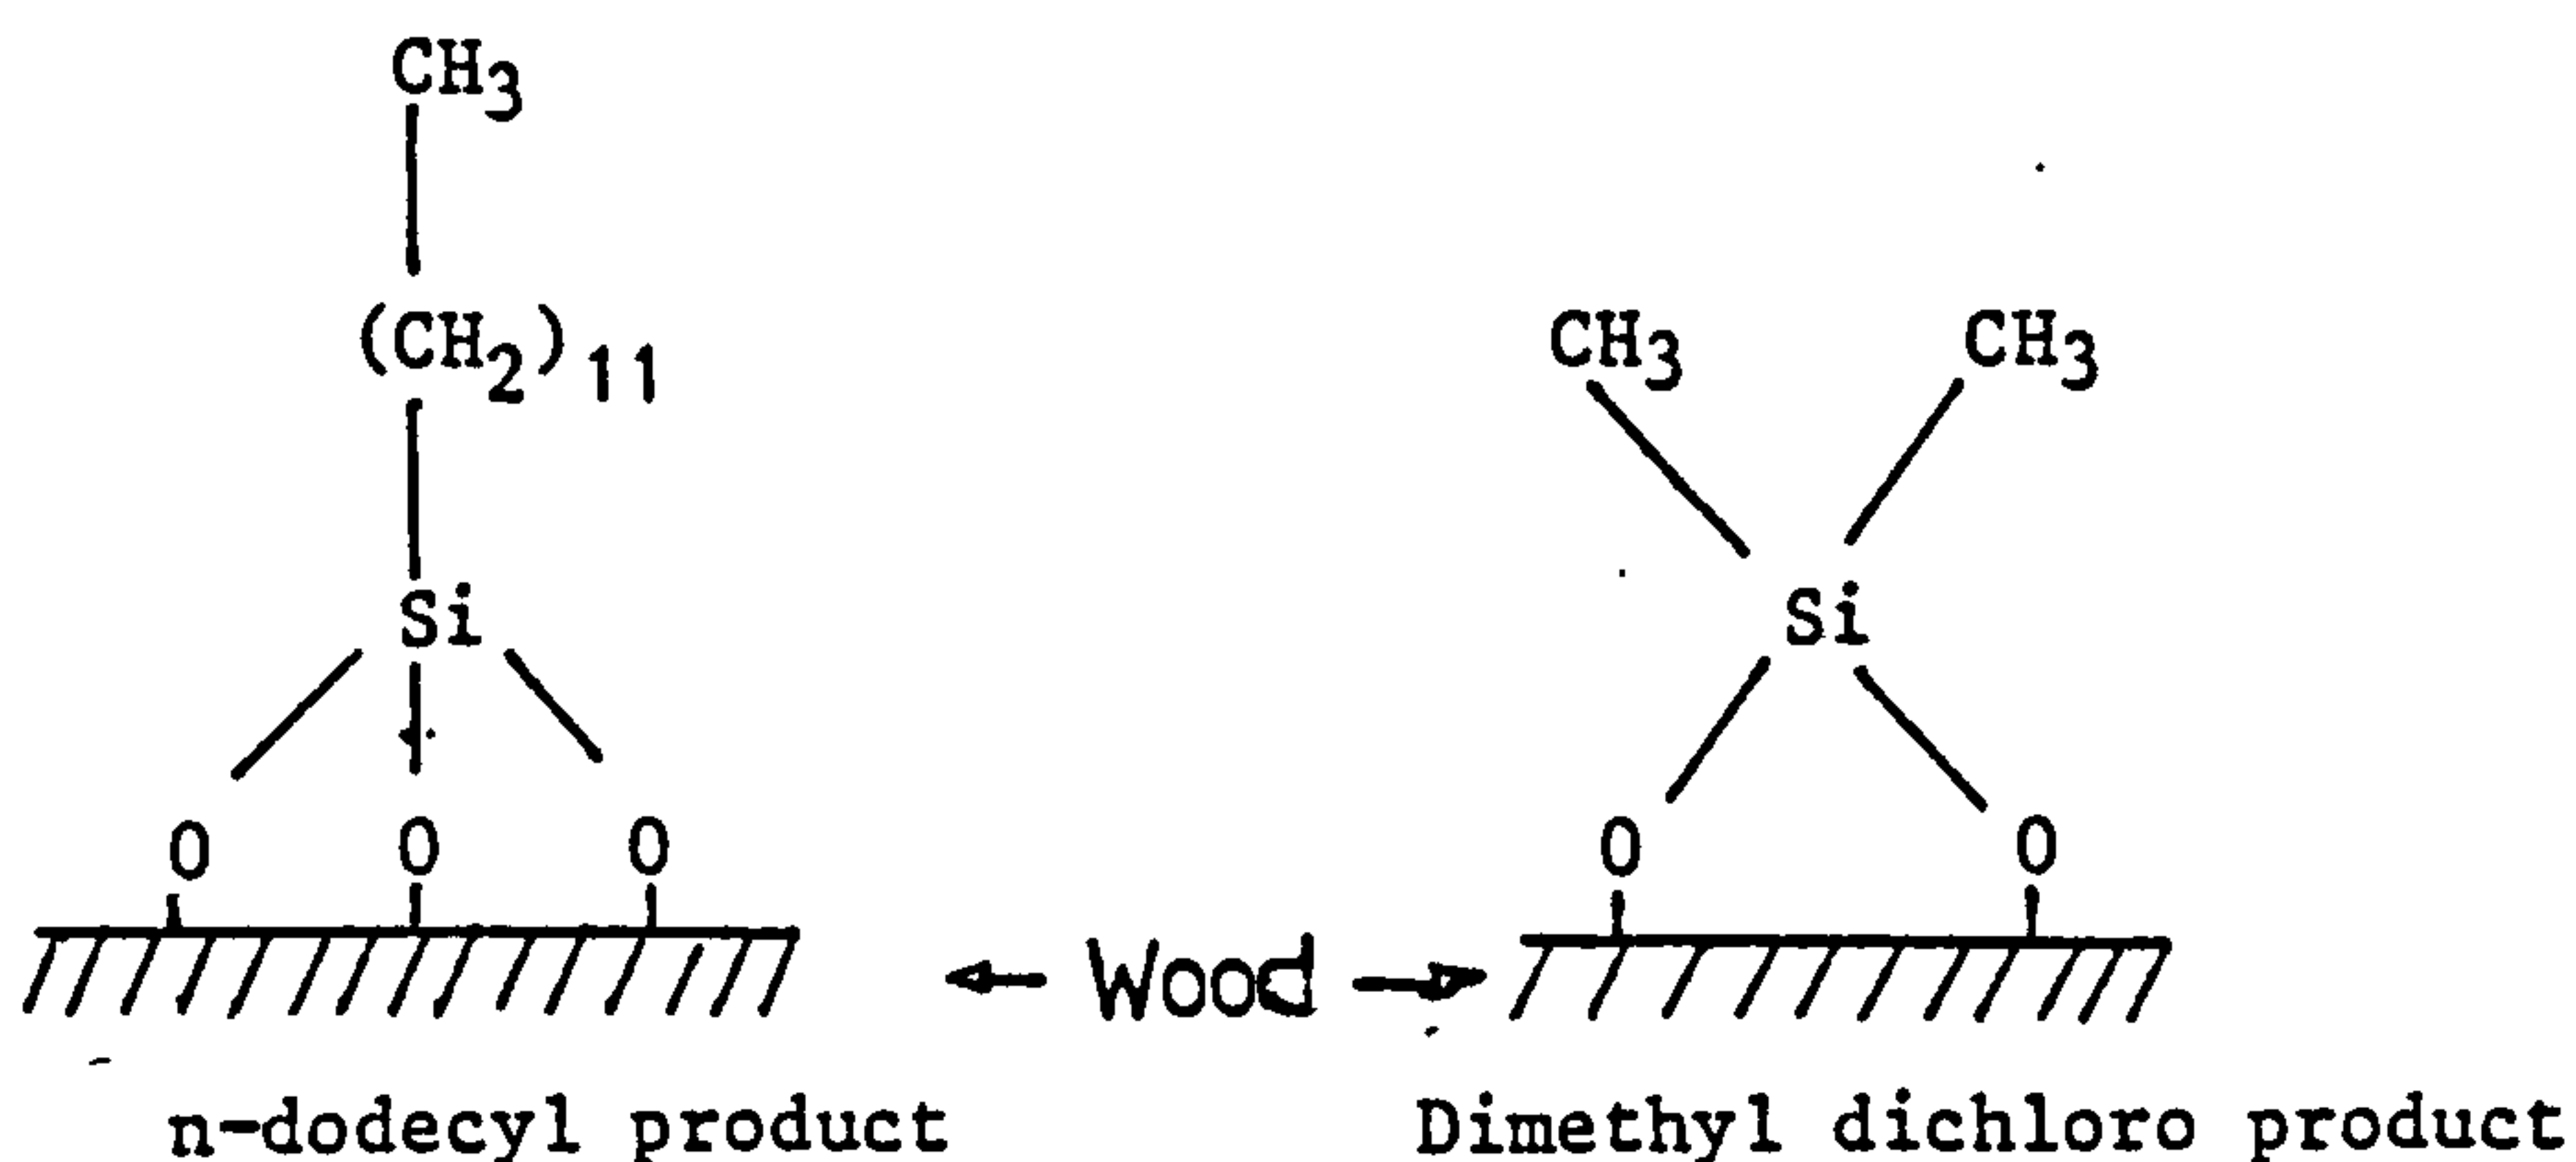 CH3
(CH2)11
CH3 CH3
Si Si
O O O O O
Wood
n-dodecyl product Dimethyl dichloro product